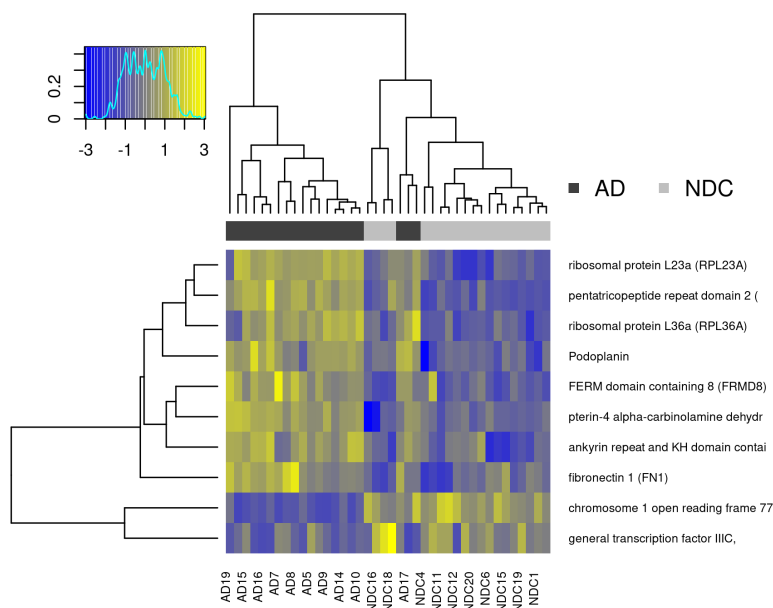 0 0.2
-3 -1 1 3
AD NDC
ribosomal protein L23a (RPL23A)
pentatricopeptide repeat domain 2 (
ribosomal protein L36a (RPL36A)
Podoplanin
FERM domain containing 8 (FRMD8)
pterin-4 alpha-carbinolamine dehydr
ankyrin repeat and KH domain contai
fibronectin 1 (FN1)
chromosome 1 open reading frame 77
general transcription factor IIIC,
AD19
AD15
AD16
AD7
AD8
AD5
AD9
AD14
AD10
NDC16
NDC18
AD17
NDC4
NDC11
NDC12
NDC20
NDC6
NDC15
NDC19
NDC1